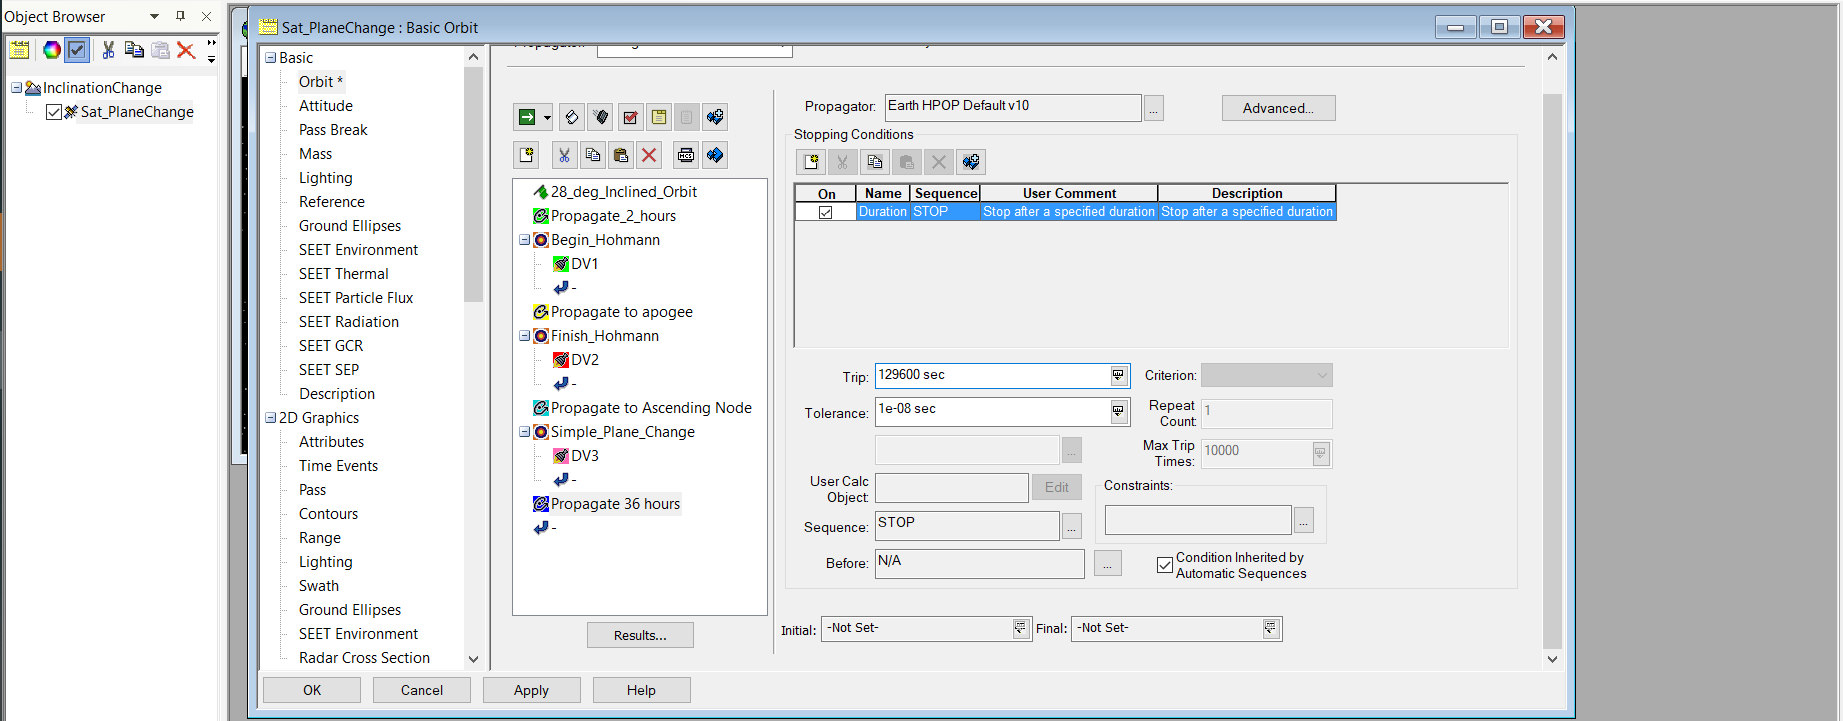 Object Browser
InclinationChange
Sat_PlaneChange
Sat_PlaneChange : Basic Orbit
Basic
Orbit *
Attitude
Pass Break
Mass
Lighting
Reference
Ground Ellipses
SEET Environment
SEET Thermal
SEET Particle Flux
SEET Radiation
SEET GCR
SEET SEP
Description
2D Graphics
Attributes
Time Events
Pass
Contours
Range
Lighting
Swath
Ground Ellipses
SEET Environment
Radar Cross Section
MCS
28_deg_Inclined_Orbit
Propagate_2_hours
Begin_Hohmann
DV1
-
Propagate to apogee
Finish_Hohmann
DV2
-
Propagate to Ascending Node
Simple_Plane_Change
DV3
-
Propagate 36 hours
-
Results...
Propagator: Earth HPOP Default v10 ... Advanced...
Stopping Conditions
On Name Sequence User Comment Description
Duration STOP Stop after a specified duration Stop after a specified duration
Trip: 129600 sec
Criterion:
Tolerance: 1e-08 sec
Repeat Count: 1
...
Max Trip Times: 10000
User Calc Object: Edit
Constraints:
...
Sequence: STOP ...
Before: N/A ...
Condition Inherited by
Automatic Sequences
Initial: -Not Set- Final: -Not Set-
OK Cancel Apply Help